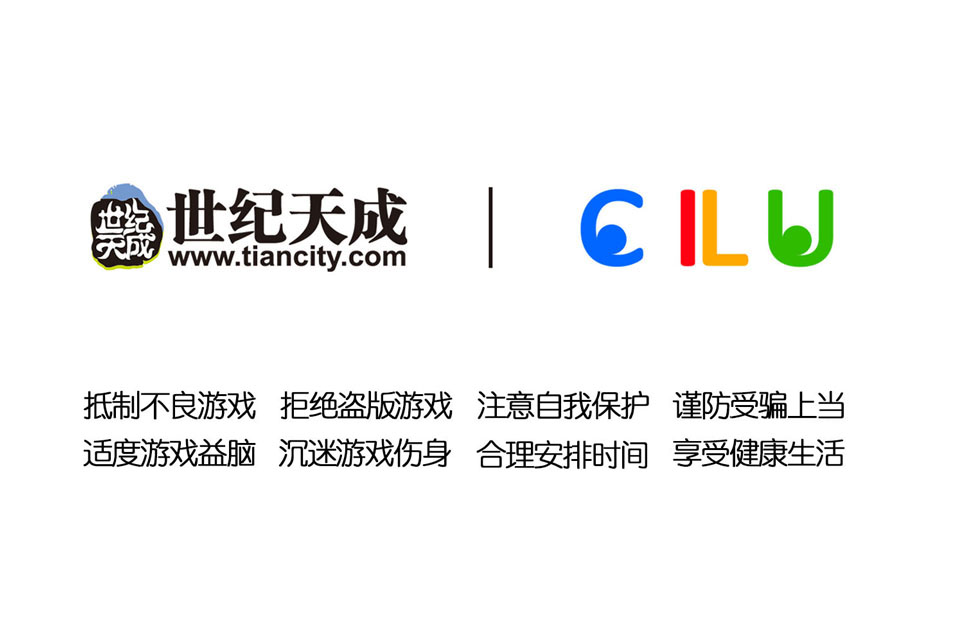 世纪天成
世纪天成
www.tiancity.com
CILU
抵制不良游戏 拒绝盗版游戏 注意自我保护 谨防受骗上当
适度游戏益脑 沉迷游戏伤身 合理安排时间 享受健康生活